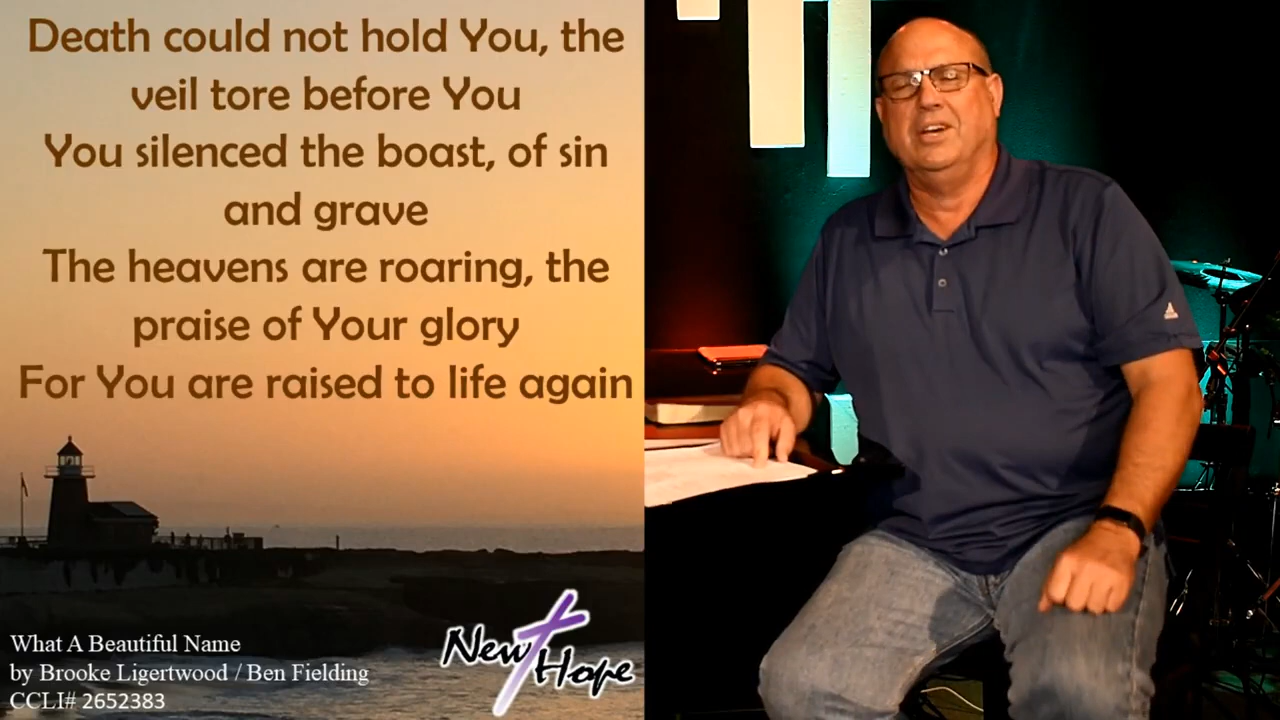 Death could not hold You, the
veil tore before You
You silenced the boast, of sin
and grave
The heavens are roaring, the
praise of Your glory
For You are raised to life again
What A Beautiful Name
by Brooke Ligertwood / Ben Fielding
CCLI# 2652383
New Hope